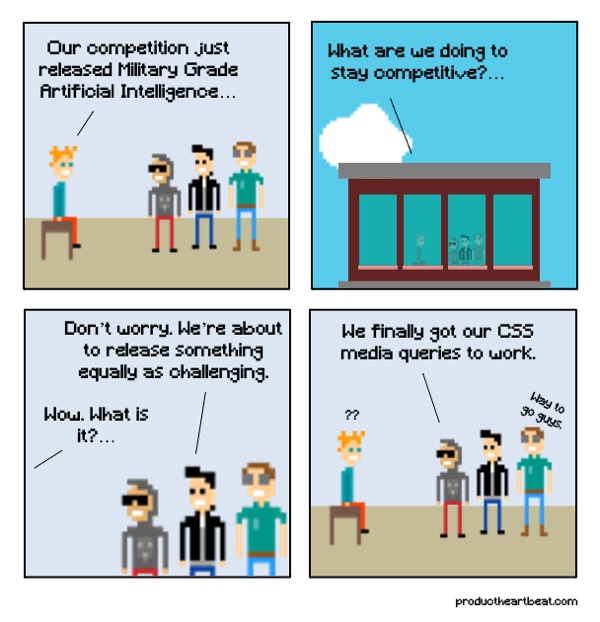 Our competition just
released Military Grade
Artificial Intelligence...
What are we doing to
stay competitive?...
Don't worry. We're about
to release something
equally as challenging.
Wow. What is
it?...
We finally got our CSS
media queries to work.
??
Way to
go guys.
productheartbeat.com